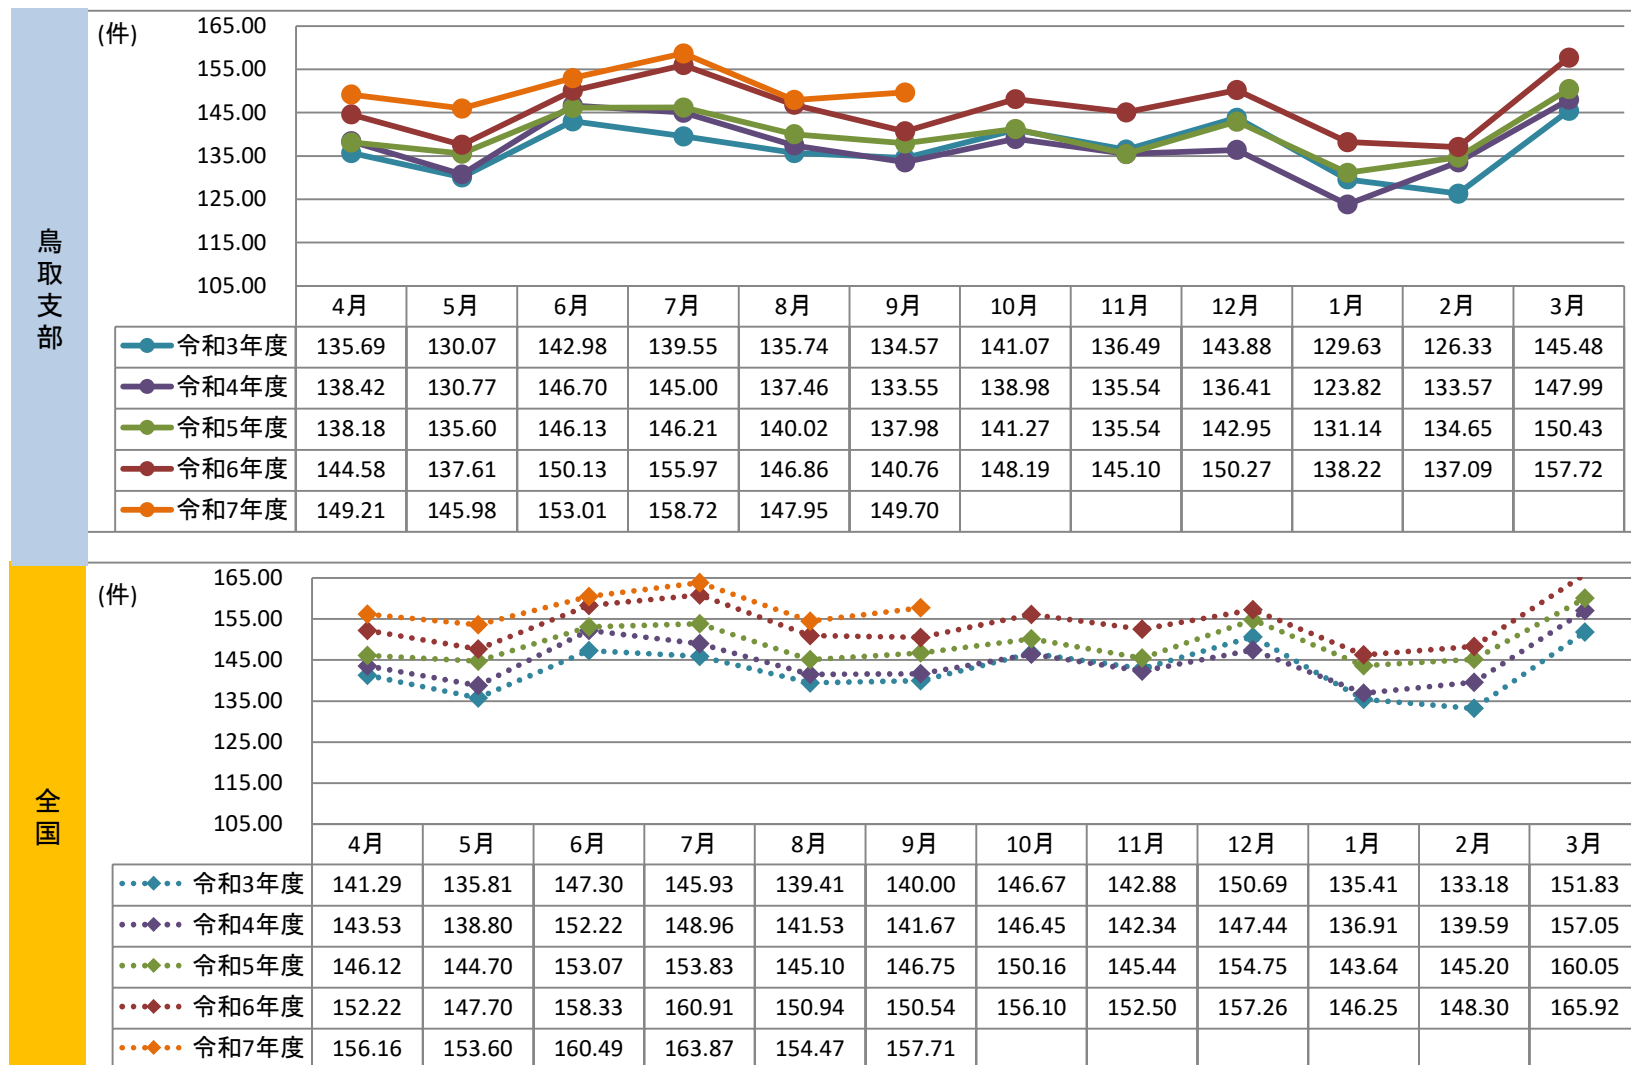 鳥取支部
(件)
165.00
155.00
145.00
135.00
125.00
115.00
105.00
4月 5月 6月 7月 8月 9月 10月 11月 12月 1月 2月 3月
令和3年度 135.69 130.07 142.98 139.55 135.74 134.57 141.07 136.49 143.88 129.63 126.33 145.48
令和4年度 138.42 130.77 146.70 145.00 137.46 133.55 138.98 135.54 136.41 123.82 133.57 147.99
令和5年度 138.18 135.60 146.13 146.21 140.02 137.98 141.27 135.54 142.95 131.14 134.65 150.43
令和6年度 144.58 137.61 150.13 155.97 146.86 140.76 148.19 145.10 150.27 138.22 137.09 157.72
令和7年度 149.21 145.98 153.01 158.72 147.95 149.70
全国
(件)
165.00
155.00
145.00
135.00
125.00
115.00
105.00
4月 5月 6月 7月 8月 9月 10月 11月 12月 1月 2月 3月
令和3年度 141.29 135.81 147.30 145.93 139.41 140.00 146.67 142.88 150.69 135.41 133.18 151.83
令和4年度 143.53 138.80 152.22 148.96 141.53 141.67 146.45 142.34 147.44 136.91 139.59 157.05
令和5年度 146.12 144.70 153.07 153.83 145.10 146.75 150.16 145.44 154.75 143.64 145.20 160.05
令和6年度 152.22 147.70 158.33 160.91 150.94 150.54 156.10 152.50 157.26 146.25 148.30 165.92
令和7年度 156.16 153.60 160.49 163.87 154.47 157.71